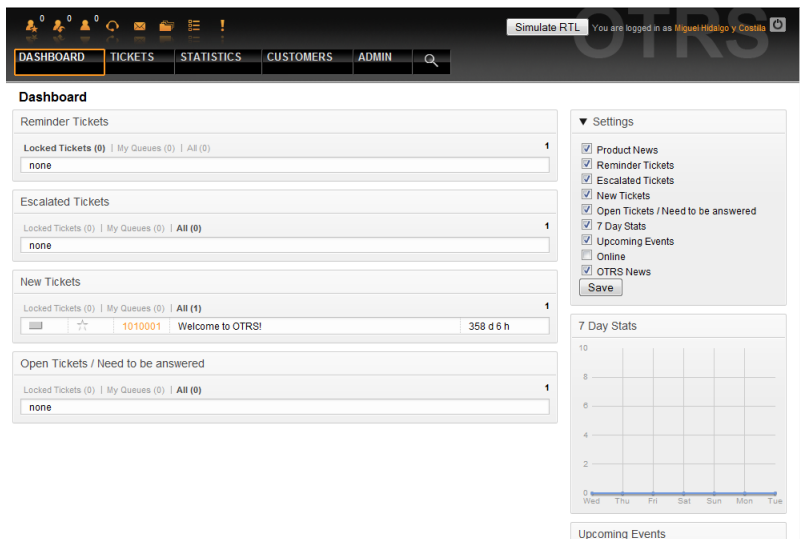 0 0 0
Simulate RTL You are logged in as Miguel Hidalgo y Costilla
OTRS
DASHBOARD TICKETS STATISTICS CUSTOMERS ADMIN
Dashboard
Reminder Tickets
Locked Tickets (0) | My Queues (0) | All (0) 1
none
Escalated Tickets
Locked Tickets (0) | My Queues (0) | All (0) 1
none
New Tickets
Locked Tickets (0) | My Queues (0) | All (1) 1
1010001 Welcome to OTRS! 358 d 6 h
Open Tickets / Need to be answered
Locked Tickets (0) | My Queues (0) | All (0) 1
none
▼ Settings
Product News
Reminder Tickets
Escalated Tickets
New Tickets
Open Tickets / Need to be answered
7 Day Stats
Upcoming Events
Online
OTRS News
Save
7 Day Stats
10
8
6
4
2
0
Wed Thu Fri Sat Sun Mon Tue
Upcoming Events